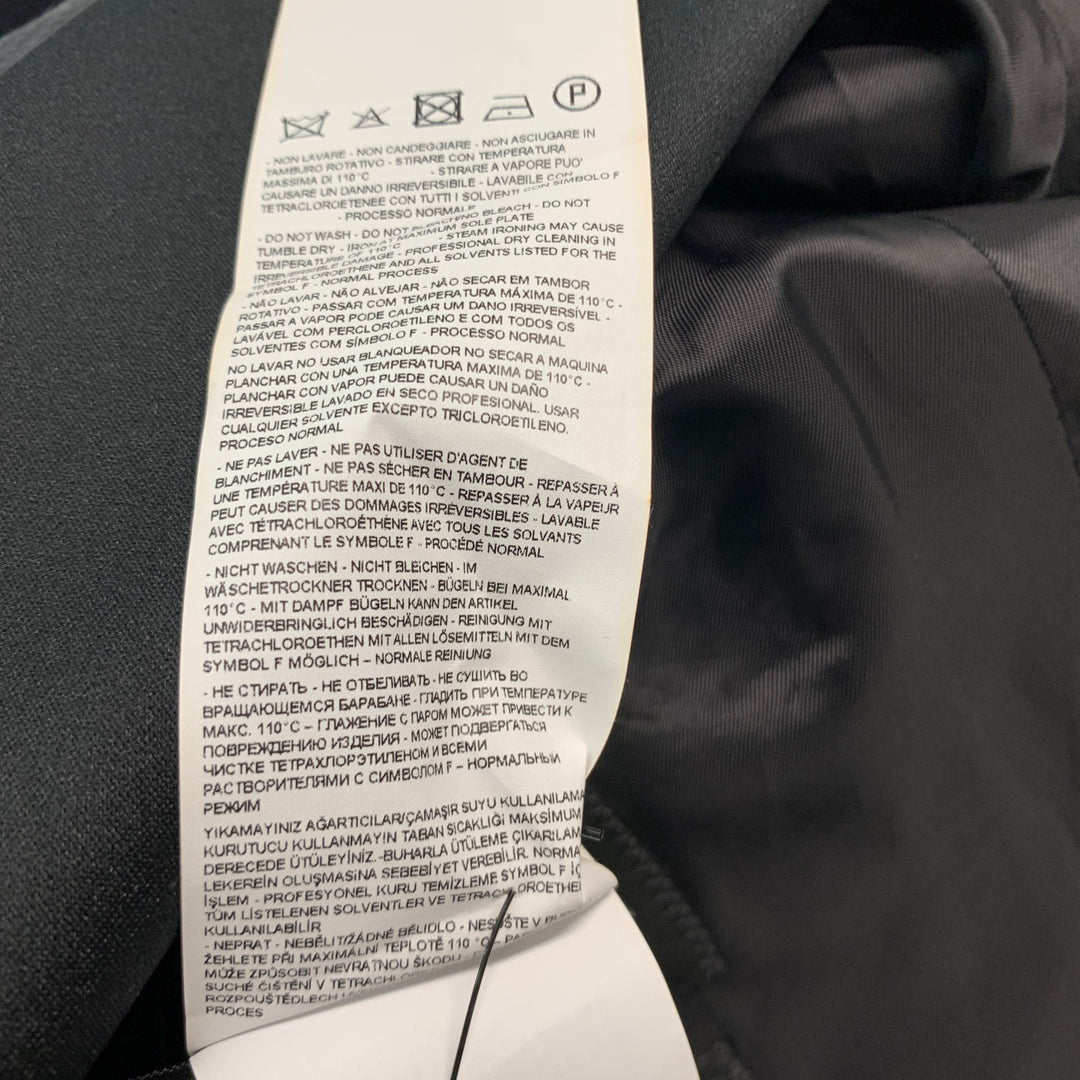 P
- NON LAVARE - NON CANDEGGIARE - NON ASCIUGARE IN
TAMBURO ROTATIVO - STIRARE CON TEMPERATURA
MASSIMA DI 110°C - STIRARE A VAPORE PUO'
CAUSARE UN DANNO IRREVERSIBILE - LAVABILE CON
TETRACLOROETENEE CON TUTTI I SOLVENTI CON SIMBOLO F
- PROCESSO NORMALE
- DO NOT WASH - DO NOT BLEACH/NO BLEACH - DO NOT
TUMBLE DRY - IRON AT MAXIMUM SOLE PLATE
TEMPERATURE OF 110°C - STEAM IRONING MAY CAUSE
IRREVERSIBLE DAMAGE - PROFESSIONAL DRY CLEANING IN
TETRACHLOROETHENE AND ALL SOLVENTS LISTED FOR THE
SYMBOL F - NORMAL PROCESS
- NÃO LAVAR - NÃO ALVEJAR - NÃO SECAR EM TAMBOR
ROTATIVO - PASSAR COM TEMPERATURA MÁXIMA DE 110°C -
PASSAR A VAPOR PODE CAUSAR UM DANO IRREVERSÍVEL -
LAVÁVEL COM PERCLOROETILENO E COM TODOS OS
SOLVENTES COM SÍMBOLO F - PROCESSO NORMAL
NO LAVAR NO USAR BLANQUEADOR NO SECAR A MAQUINA
PLANCHAR CON UNA TEMPERATURA MAXIMA DE 110°C -
PLANCHAR CON VAPOR PUEDE CAUSAR UN DAÑO
IRREVERSIBLE LAVADO EN SECO PROFESIONAL. USAR
CUALQUIER SOLVENTE EXCEPTO TRICLOROETILENO.
PROCESO NORMAL
- NE PAS LAVER - NE PAS UTILISER D'AGENT DE
BLANCHIMENT - NE PAS SÉCHER EN TAMBOUR - REPASSER À
UNE TEMPÉRATURE MAXI DE 110°C - REPASSER À LA VAPEUR
PEUT CAUSER DES DOMMAGES IRRÉVERSIBLES - LAVABLE
AVEC TÉTRACHLOROÉTHÈNE AVEC TOUS LES SOLVANTS
COMPRENANT LE SYMBOLE F - PROCÉDÉ NORMAL
- NICHT WASCHEN - NICHT BLEICHEN - IM
WÄSCHETROCKNER TROCKNEN - BÜGELN BEI MAXIMAL
110°C - MIT DAMPF BÜGELN KANN DEN ARTIKEL
UNWIDERBRINGLICH BESCHÄDIGEN - REINIGUNG MIT
TETRACHLOROETHEN MIT ALLEN LÖSEMITTELN MIT DEM
SYMBOL F MÖGLICH – NORMALE REINIUNG
- НЕ СТИРАТЬ - НЕ ОТБЕЛИВАТЬ - НЕ СУШИТЬ ВО
ВРАЩАЮЩЕМСЯ БАРАБАНЕ - ГЛАДИТЬ ПРИ ТЕМПЕРАТУРЕ
МАКС. 110°C – ГЛАЖЕНИЕ С ПАРОМ МОЖЕТ ПРИВЕСТИ К
ПОВРЕЖДЕНИЮ ИЗДЕЛИЯ - МОЖЕТ ПОДВЕРГАТЬСЯ
ЧИСТКЕ ТЕТРАХЛОРЭТИЛЕНОМ И ВСЕМИ
РАСТВОРИТЕЛЯМИ С СИМВОЛОМ F – НОРМАЛЬНЫЙ
РЕЖИМ
YIKAMAYINIZ AĞARTICILAR/ÇAMAŞIR SUYU KULLANILAMA
KURUTUCU KULLANMAYIN TABAN SICAKLIĞI MAKSIMUM
DERECEDE ÜTÜLEYİNİZ. -BUHARLA ÜTÜLEME ÇIKARILAM
LEKEREİN OLUŞMASINA SEBEBİYET VEREBİLİR. NORMA
İŞLEM - PROFESYONEL KURU TEMİZLEME SYMBOL F İÇ
TÜM LİSTELENEN SOLVENTLER VE TETRACHLOROETHE
KULLANILABİLİR
- NEPRAT - NEBĚLIT/ŽÁDNÉ BĚLIDLO - NESUŠTE V
ŽEHLETE PŘI MAXIMÁLNÍ TEPLOTĚ 110 °C -
MŮŽE ZPŮSOBIT NEVRATNOU ŠKODU -
SUCHÉ ČIŠTĚNÍ V
ROZPOUŠTĚDLECH
PROCES